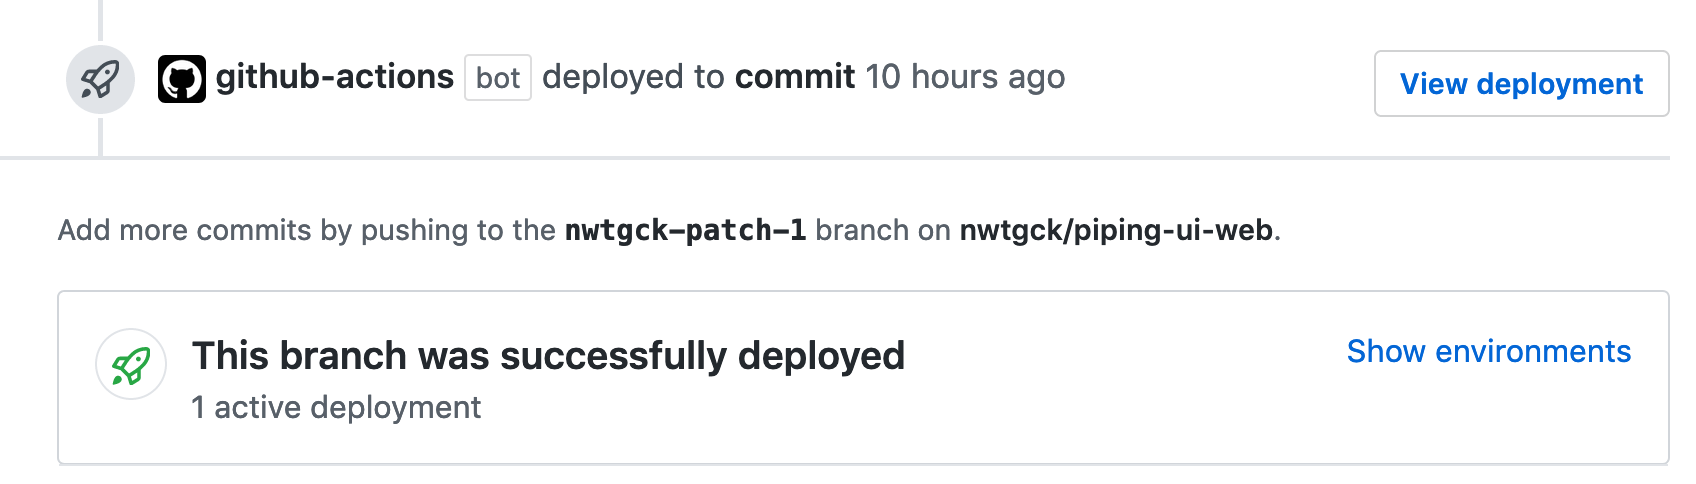 github-actions bot deployed to commit 10 hours ago
View deployment
Add more commits by pushing to the nwtgck-patch-1 branch on nwtgck/piping-ui-web.
This branch was successfully deployed
Show environments
1 active deployment